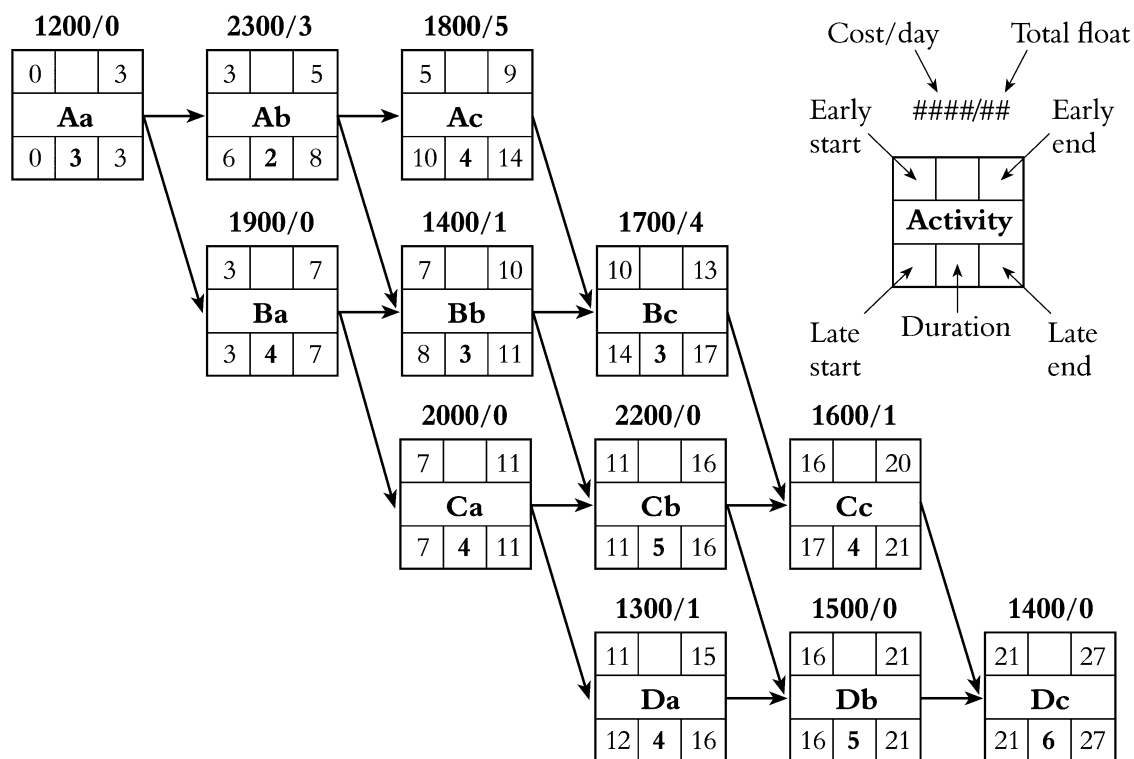 1200/0 2300/3 1800/5
Cost/day Total float
0 3 3 5 5 9
####/##
Aa Ab Ac
Early start Early end
0 3 3 6 2 8 10 4 14
1900/0 1400/1 1700/4
Activity
3 7 7 10 10 13
Ba Bb Bc
Late start Duration Late end
3 4 7 8 3 11 14 3 17
2000/0 2200/0 1600/1
7 11 11 16 16 20
Ca Cb Cc
7 4 11 11 5 16 17 4 21
1300/1 1500/0 1400/0
11 15 16 21 21 27
Da Db Dc
12 4 16 16 5 21 21 6 27